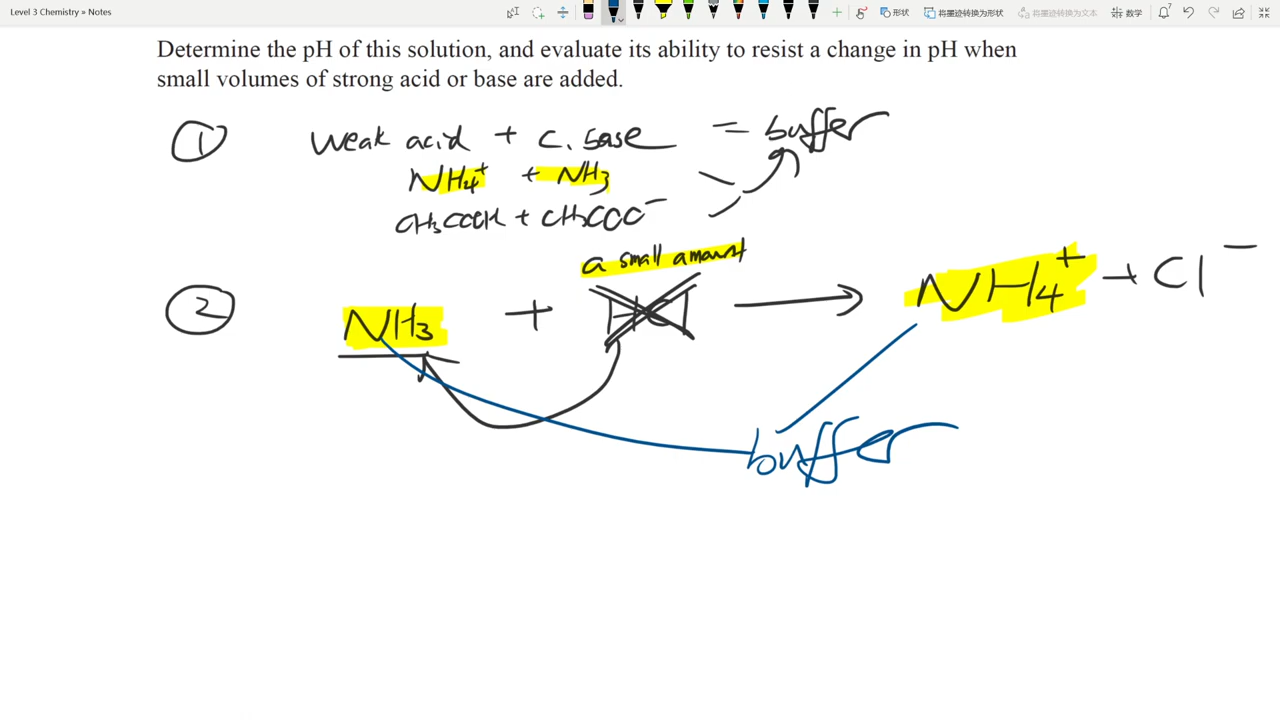 Level 3 Chemistry = Notes
形状 将墨迹转换为形状 将墨迹转换为文本 数学
Determine the pH of this solution, and evaluate its ability to resist a change in pH when
small volumes of strong acid or base are added.
① weak acid + c. base = buffer
NH4+ + NH3
CH3COOH + CH3COO−
a small amount
② NH3 + HCl → NH4+ + Cl−
buffer